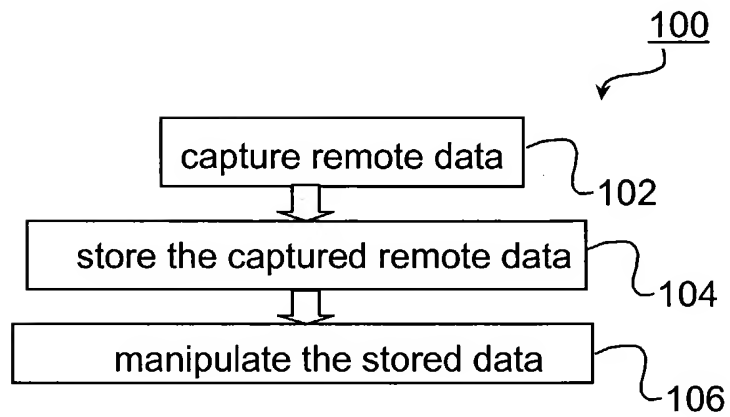 100
capture remote data
102
store the captured remote data
104
manipulate the stored data
106